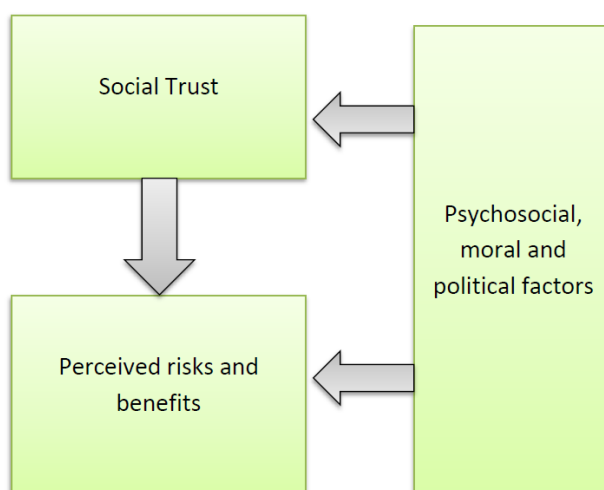 Social Trust
Psychosocial,
moral and
political factors
Perceived risks and
benefits